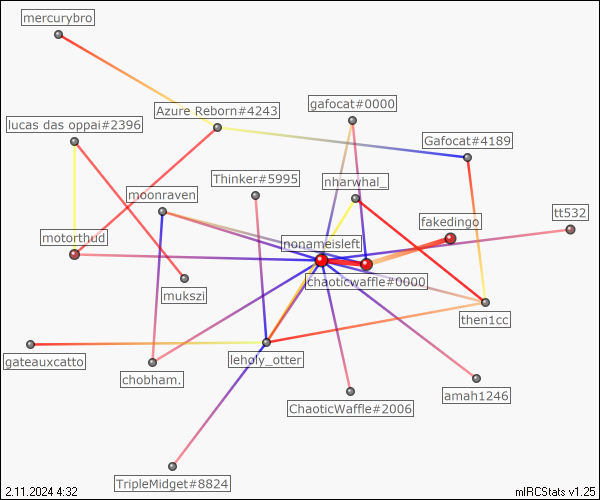 mercurybro
gafocat#0000
Azure Reborn#4243
lucas das oppai#2396
Gafocat#4189
Thinker#5995
nharwhal_
moonraven
tt532
fakedingo
motorthud
nonameisleft
chaoticwaffle#0000
mukszi
then1cc
gateauxcatto
leholy_otter
chobham.
amah1246
ChaoticWaffle#2006
TripleMidget#8824
2.11.2024 4:32
mIRCStats v1.25